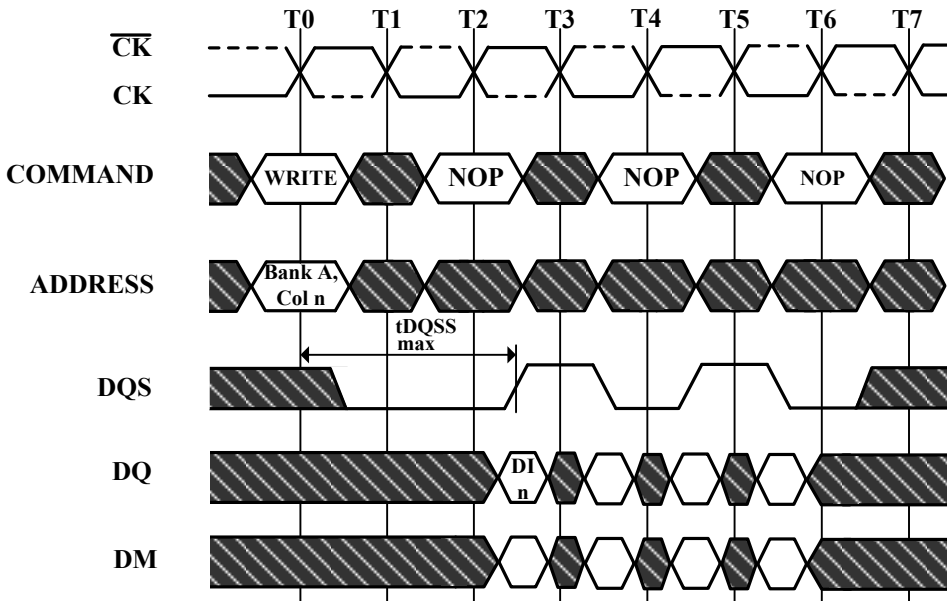 T0 T1 T2 T3 T4 T5 T6 T7
CK
CK
COMMAND
WRITE NOP NOP NOP
ADDRESS
Bank A,
Col n
tDQSS
max
DQS
DQ
DI
n
DM